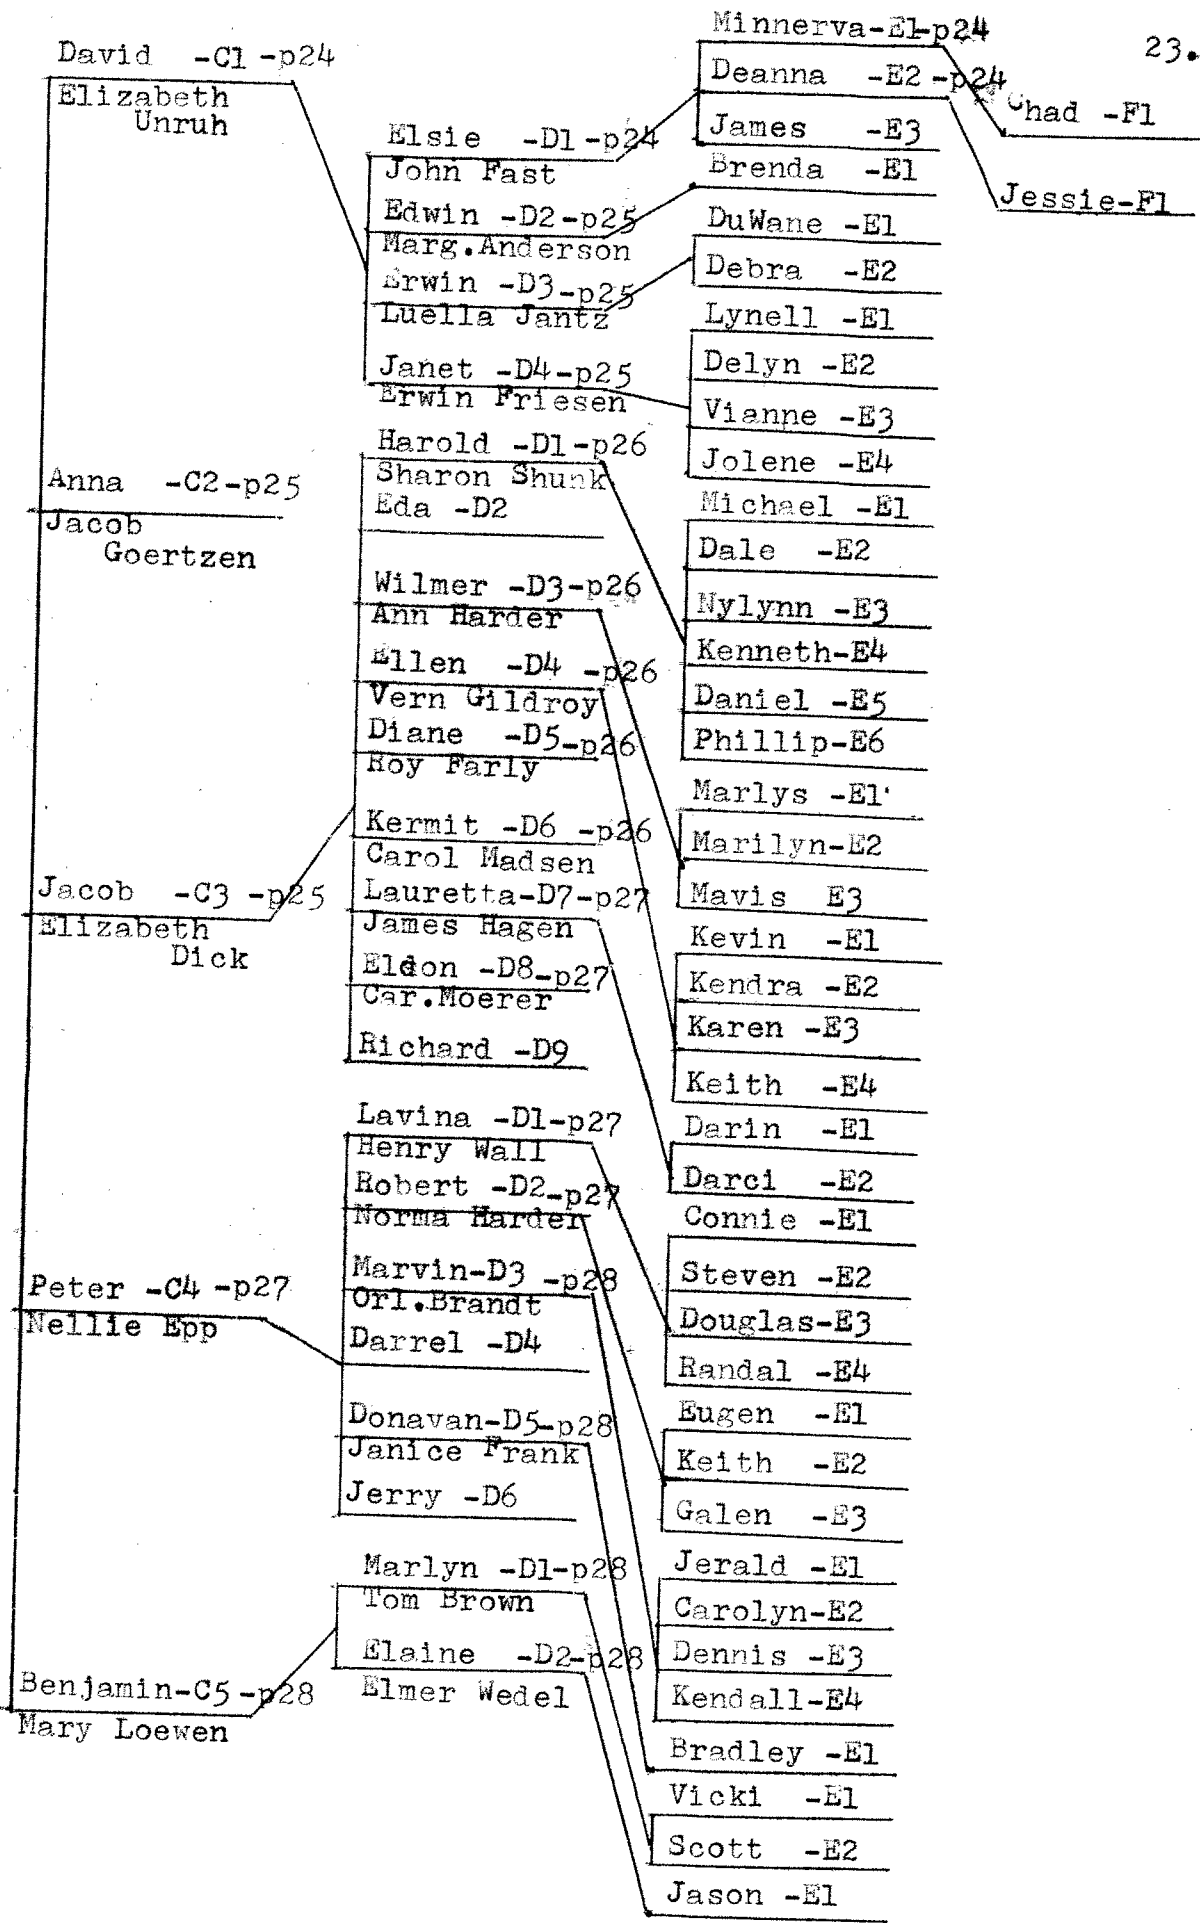 23.
David -C1 -p24
Elizabeth
Unruh
Anna -C2-p25
Jacob
Goertzen
Jacob -C3 -p25
Elizabeth
Dick
Peter -C4 -p27
Nellie Epp
Benjamin-C5-p28
Mary Loewen
Elsie -D1-p24
John Fast
Edwin -D2-p25
Marg.Anderson
Erwin -D3-p25
Luella Jantz
Janet -D4-p25
Erwin Friesen
Harold -D1-p26
Sharon Shunk
Eda -D2
Wilmer -D3-p26
Ann Harder
Ellen -D4 -p26
Vern Gildroy
Diane -D5-p26
Roy Farly
Kermit -D6 -p26
Carol Madsen
Lauretta-D7-p27
James Hagen
Eldon -D8-p27
Car.Moerer
Richard -D9
Lavina -D1-p27
Henry Wall
Robert -D2-p27
Norma Harder
Marvin-D3 -p28
Orl.Brandt
Darrel -D4
Donavan-D5-p28
Janice Frank
Jerry -D6
Marlyn -D1-p28
Tom Brown
Elaine -D2-p28
Elmer Wedel
Minnerva-E1-p24
Deanna -E2-p24
James -E3
Brenda -E1
DuWane -E1
Debra -E2
Lynell -E1
Delyn -E2
Vianne -E3
Jolene -E4
Michael -E1
Dale -E2
Nylynn -E3
Kenneth-E4
Daniel -E5
Phillip-E6
Marlys -E1
Marilyn-E2
Mavis E3
Kevin -E1
Kendra -E2
Karen -E3
Keith -E4
Darin -E1
Darci -E2
Connie -E1
Steven -E2
Douglas-E3
Randal -E4
Eugen -E1
Keith -E2
Galen -E3
Jerald -E1
Carolyn-E2
Dennis -E3
Kendall-E4
Bradley -E1
Vicki -E1
Scott -E2
Jason -E1
Chad -F1
Jessie-F1